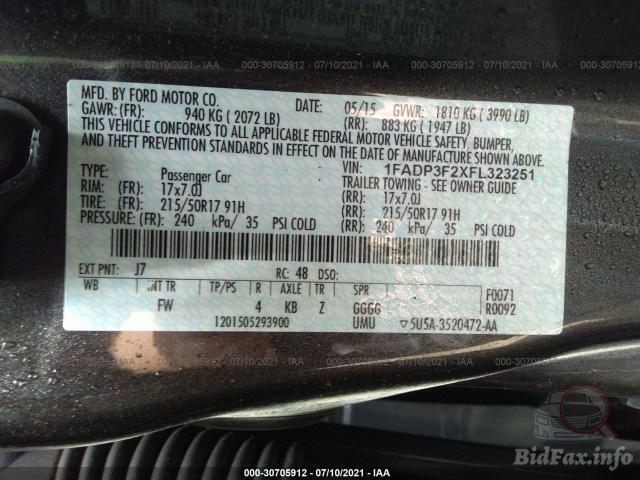 000-30705912 - 07/10/2021 - IAA 000-30705912 - 07/10/2021 - IAA
MFD. BY FORD MOTOR CO. DATE: 05/15 GVWR: 1810 KG ( 3990 LB)
GAWR: (FR): 940 KG ( 2072 LB) (RR): 883 KG ( 1947 LB)
THIS VEHICLE CONFORMS TO ALL APPLICABLE FEDERAL MOTOR VEHICLE SAFETY, BUMPER,
AND THEFT PREVENTION STANDARDS IN EFFECT ON THE DATE OF MANUFACTURE SHOWN ABOVE.
VIN: 1FADP3F2XFL323251
TYPE: Passenger Car TRAILER TOWING - SEE OWNER GUIDE
RIM: (FR): 17x7.0J (RR): 17x7.0J
TIRE: (FR): 215/50R17 91H (RR): 215/50R17 91H
PRESSURE: (FR): 240 kPa/ 35 PSI COLD (RR): 240 kPa/ 35 PSI COLD
EXT PNT: J7 RC: 48 DSO:
WB INT TR TP/PS R AXLE TR SPR F0071
FW 4 KB Z GGGG R0092
1201505293900 UMU ▽5U5A-3520472-AA
000-30705912 - 07/10/2021 - IAA
BidFax.info
000-30705912 - 07/10/2021 - IAA